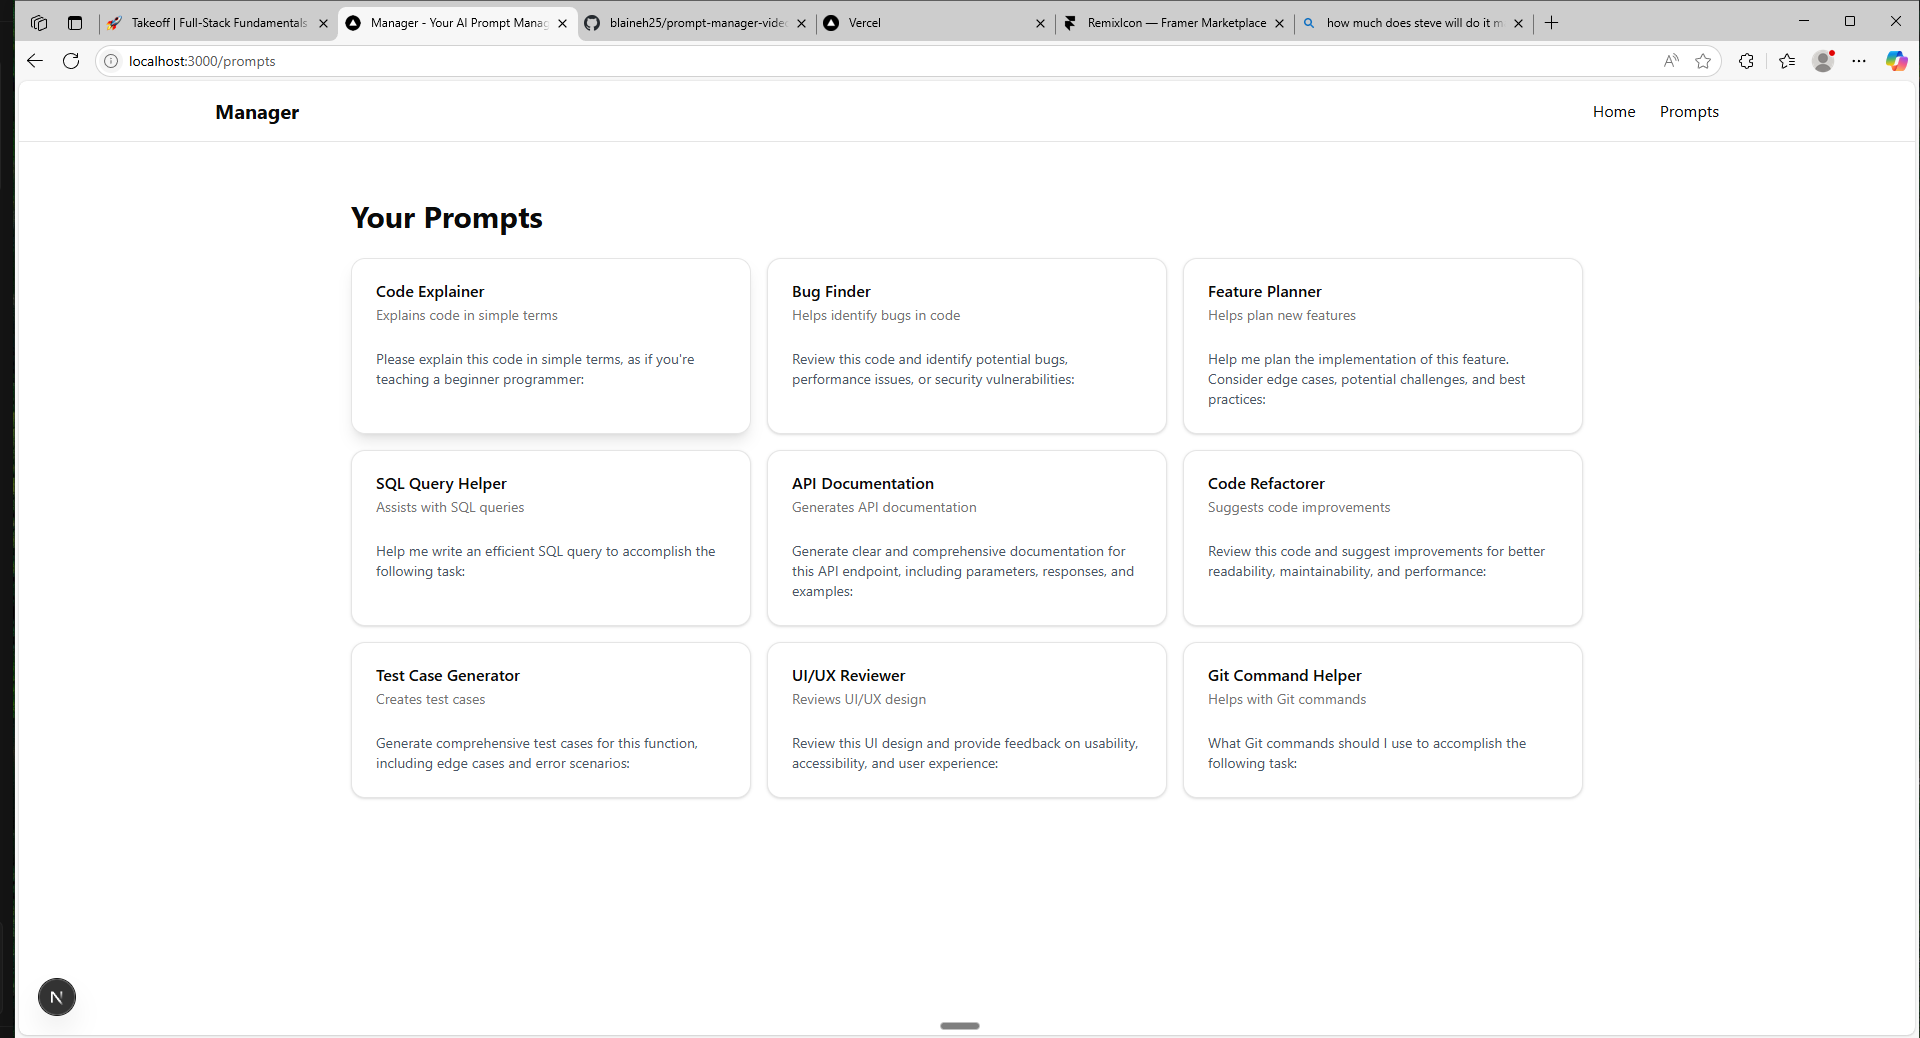 Takeoff | Full-Stack Fundamentals
Manager - Your AI Prompt Manag
blaineh25/prompt-manager-vide
Vercel
RemixIcon — Framer Marketplace
how much does steve will do it m
localhost:3000/prompts
Manager
Home
Prompts
Your Prompts
Code Explainer
Explains code in simple terms
Please explain this code in simple terms, as if you're
teaching a beginner programmer:
Bug Finder
Helps identify bugs in code
Review this code and identify potential bugs,
performance issues, or security vulnerabilities:
Feature Planner
Helps plan new features
Help me plan the implementation of this feature.
Consider edge cases, potential challenges, and best
practices:
SQL Query Helper
Assists with SQL queries
Help me write an efficient SQL query to accomplish the
following task:
API Documentation
Generates API documentation
Generate clear and comprehensive documentation for
this API endpoint, including parameters, responses, and
examples:
Code Refactorer
Suggests code improvements
Review this code and suggest improvements for better
readability, maintainability, and performance:
Test Case Generator
Creates test cases
Generate comprehensive test cases for this function,
including edge cases and error scenarios:
UI/UX Reviewer
Reviews UI/UX design
Review this UI design and provide feedback on usability,
accessibility, and user experience:
Git Command Helper
Helps with Git commands
What Git commands should I use to accomplish the
following task:
N